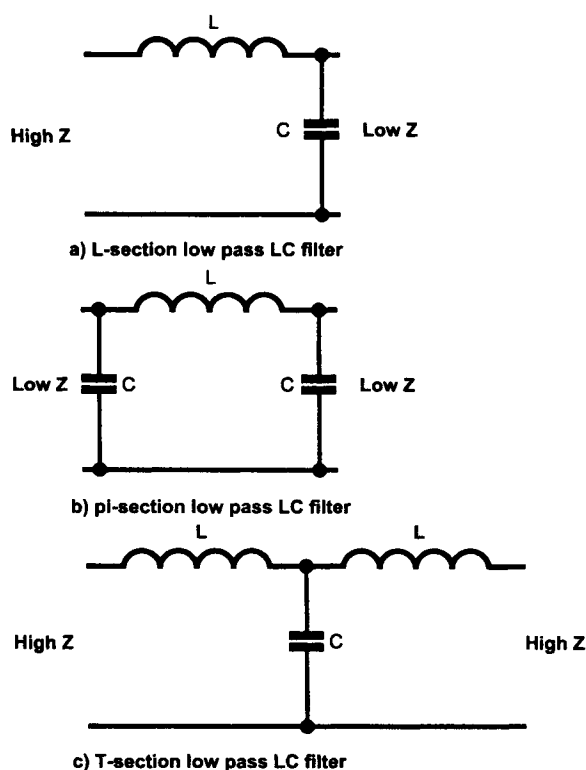 L
High Z
C
Low Z
a) L-section low pass LC filter
L
Low Z
C
C
Low Z
b) pi-section low pass LC filter
L
L
High Z
C
High Z
c) T-section low pass LC filter